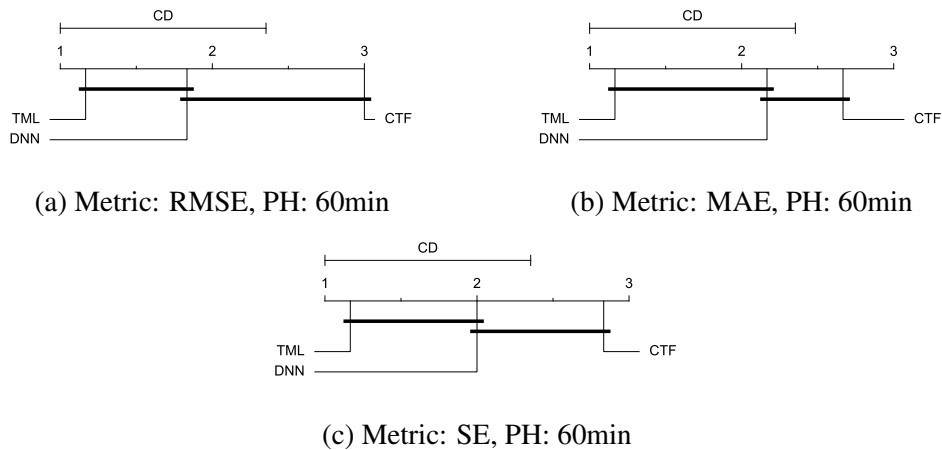 CD
1 2 3
TML CTF
DNN
(a) Metric: RMSE, PH: 60min
CD
1 2 3
TML CTF
DNN
(b) Metric: MAE, PH: 60min
CD
1 2 3
TML CTF
DNN
(c) Metric: SE, PH: 60min